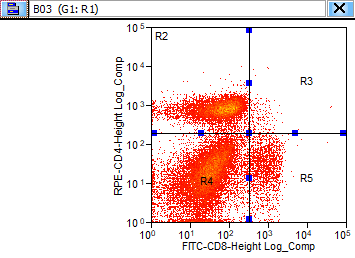 B03 (G1: R1)
R2
R3
R4
R5
10^5
10^4
10^3
10^2
10^1
10^0
RPE-CD4-Height Log_Comp
10^0 10^1 10^2 10^3 10^4 10^5
FITC-CD8-Height Log_Comp